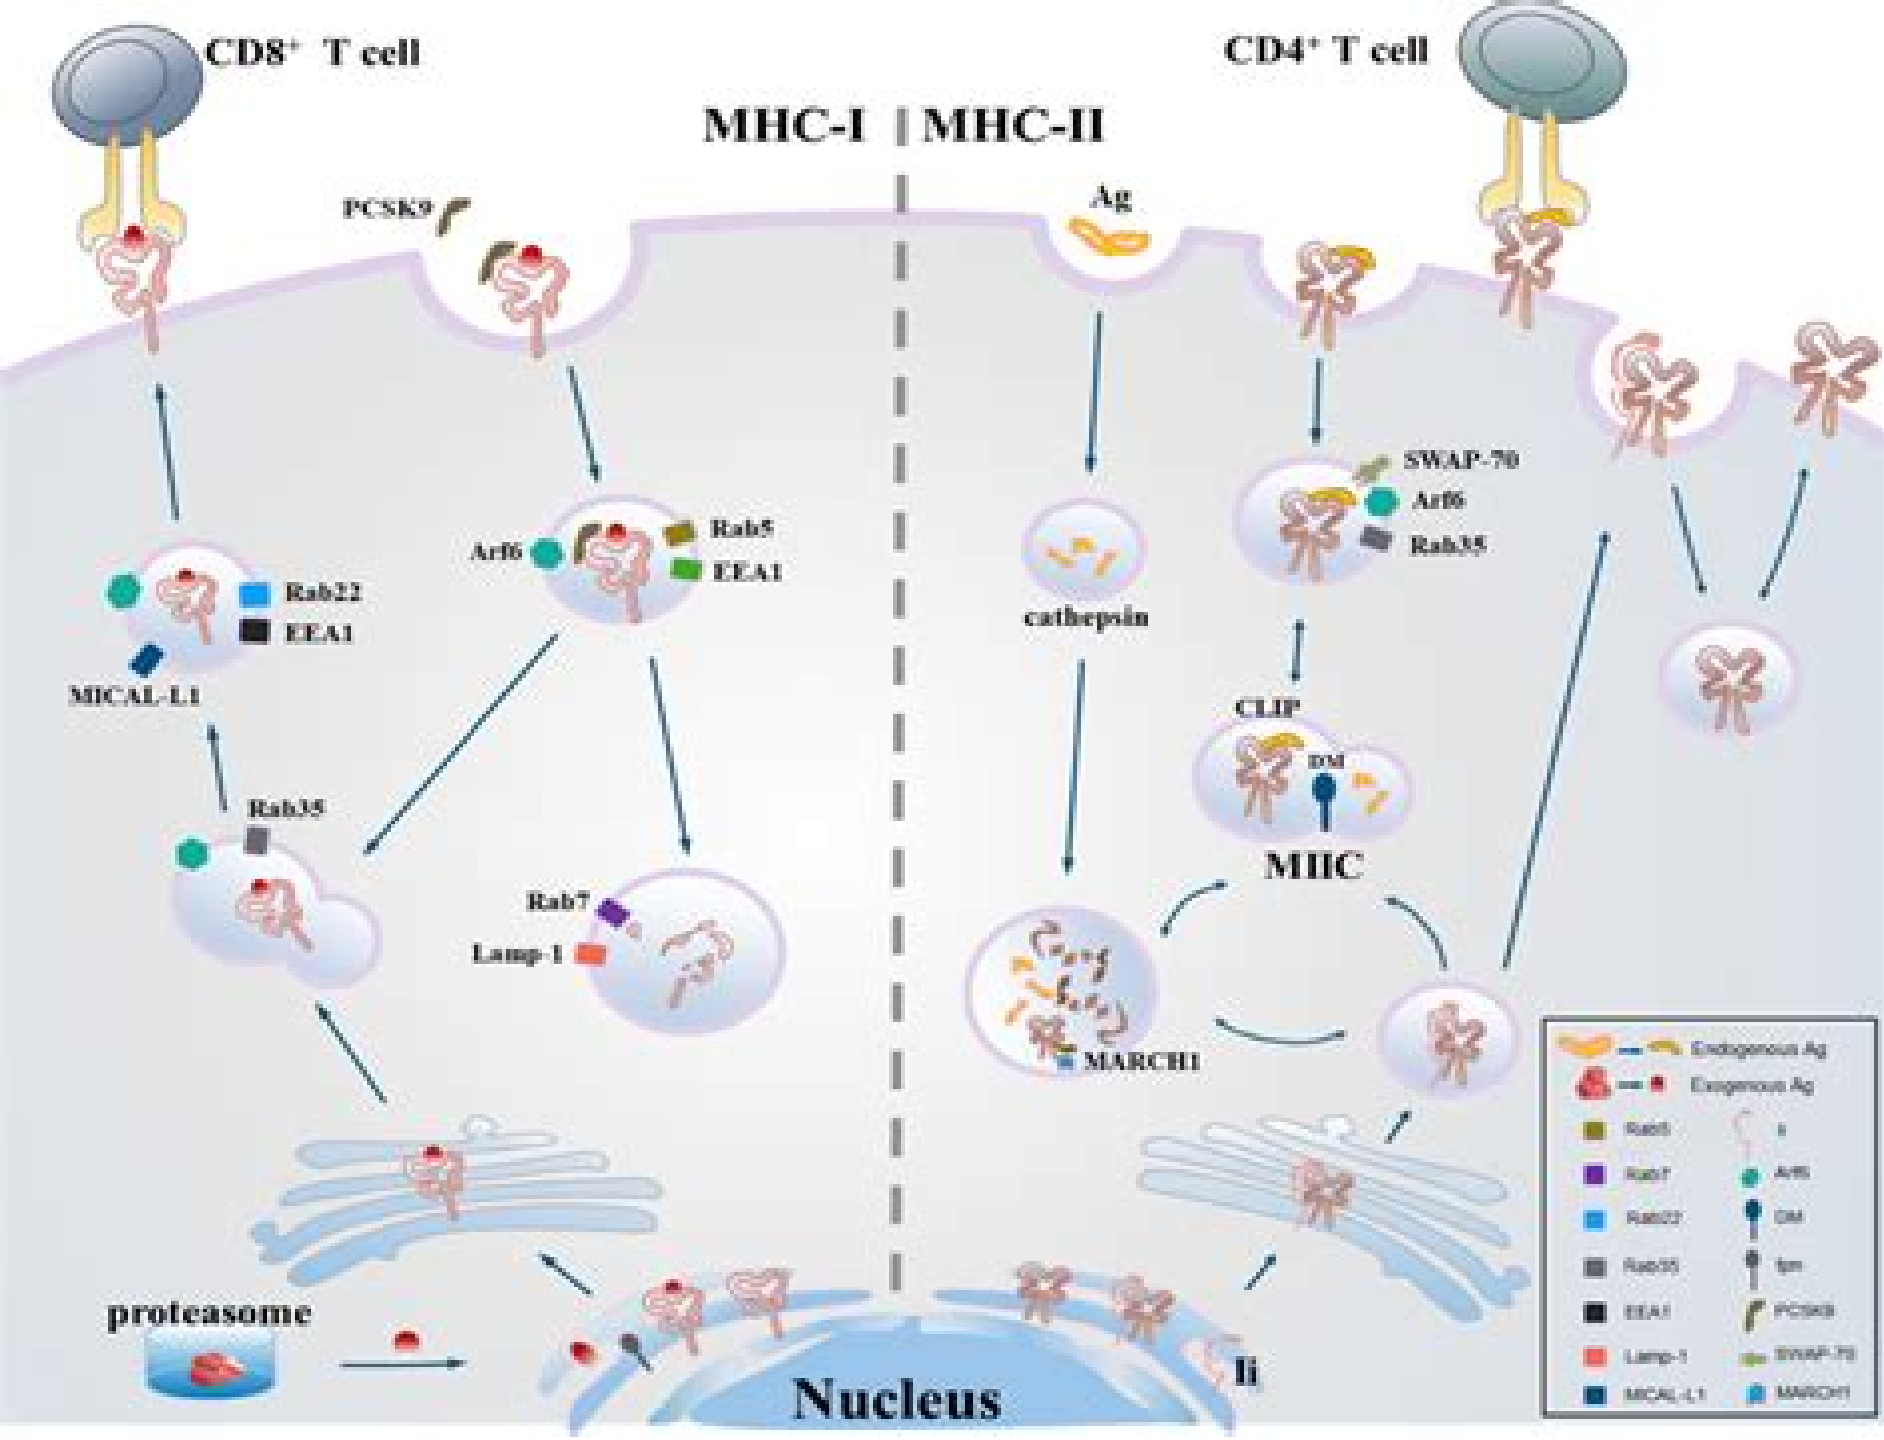 CD8+ T cell
CD4+ T cell
MHC-I
MHC-II
PCSK9
Ag
SWAP-70
Arf6
Rab35
Arf6
Rab5
EEA1
Rab22
EEA1
MICAL-L1
cathepsin
CLIP
DM
MIIC
Rab35
Rab7
Lamp-1
MARCH1
proteasome
Nucleus
Ii
Endogenous Ag
Exogenous Ag
Rab5
Rab7
Arf6
Rab22
DM
Rab35
EEA1
PCSK9
Lamp-1
SWAP-70
MICAL-L1
MARCH1